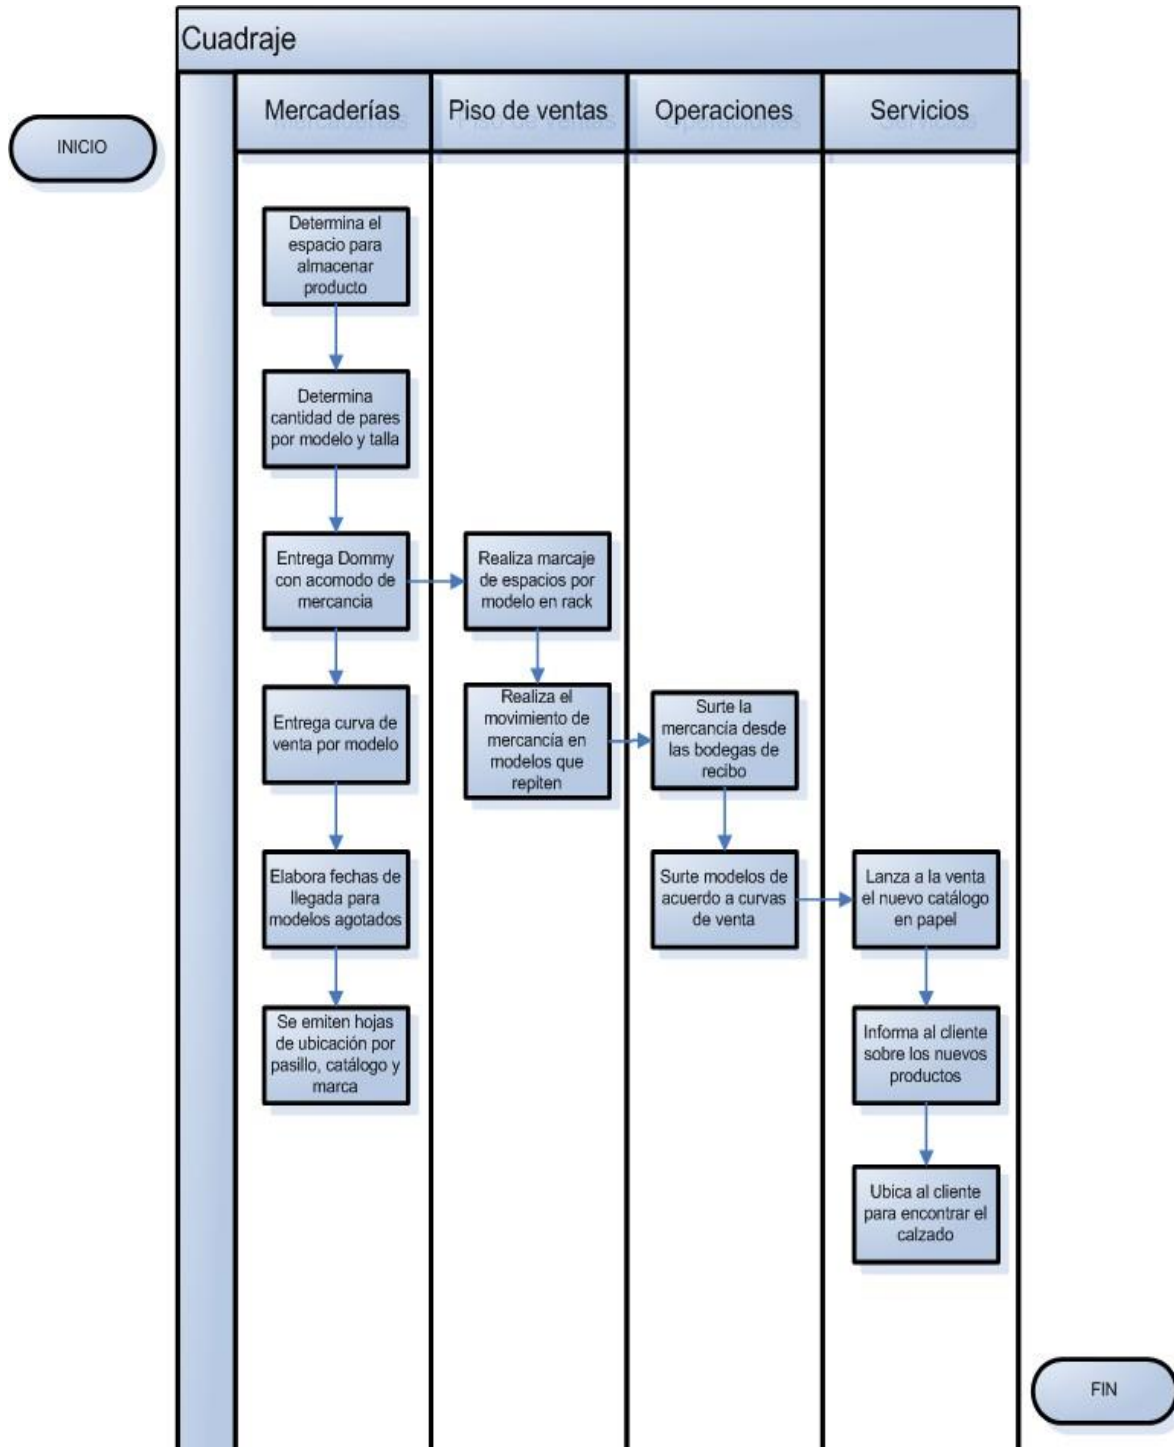 Cuadraje
Mercaderías
Piso de ventas
Operaciones
Servicios
INICIO
Determina el
espacio para
almacenar
producto
Determina
cantidad de pares
por modelo y talla
Entrega Dommy
con acomodo de
mercancia
Realiza marcaje
de espacios por
modelo en rack
Entrega curva de
venta por modelo
Realiza el
movimiento de
mercancía en
modelos que
repiten
Surte la
mercancía desde
las bodegas de
recibo
Elabora fechas de
llegada para
modelos agotados
Surte modelos de
acuerdo a curvas
de venta
Lanza a la venta
el nuevo catálogo
en papel
Se emiten hojas
de ubicación por
pasillo, catálogo y
marca
Informa al cliente
sobre los nuevos
productos
Ubica al cliente
para encontrar el
calzado
FIN